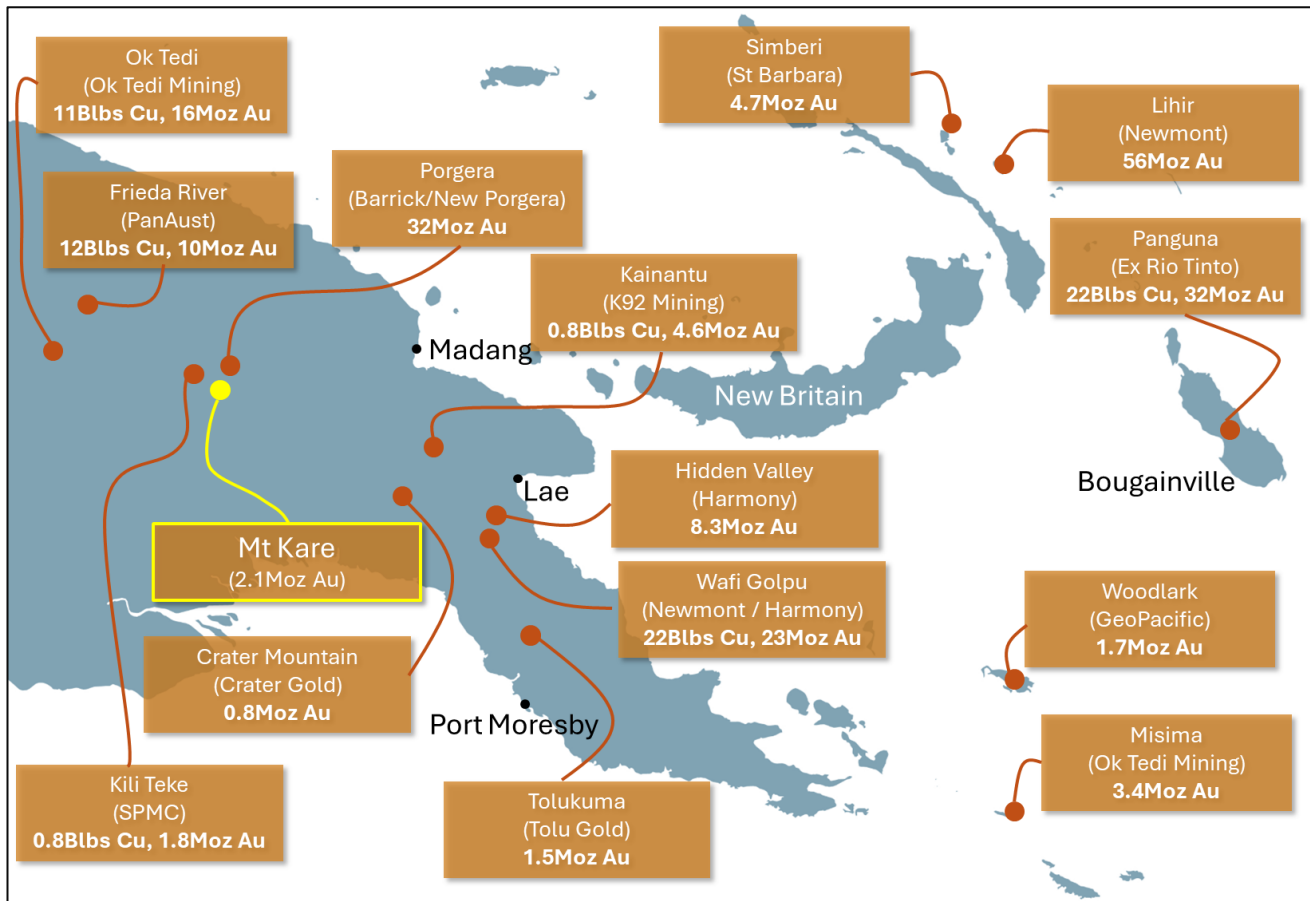 Ok Tedi
(Ok Tedi Mining)
11Blbs Cu, 16Moz Au
Simberi
(St Barbara)
4.7Moz Au
Lihir
(Newmont)
56Moz Au
Frieda River
(PanAust)
12Blbs Cu, 10Moz Au
Porgera
(Barrick/New Porgera)
32Moz Au
Kainantu
(K92 Mining)
0.8Blbs Cu, 4.6Moz Au
Panguna
(Ex Rio Tinto)
22Blbs Cu, 32Moz Au
Madang
New Britain
Bougainville
Lae
Hidden Valley
(Harmony)
8.3Moz Au
Mt Kare
(2.1Moz Au)
Wafi Golpu
(Newmont / Harmony)
22Blbs Cu, 23Moz Au
Woodlark
(GeoPacific)
1.7Moz Au
Crater Mountain
(Crater Gold)
0.8Moz Au
Port Moresby
Misima
(Ok Tedi Mining)
3.4Moz Au
Kili Teke
(SPMC)
0.8Blbs Cu, 1.8Moz Au
Tolukuma
(Tolu Gold)
1.5Moz Au